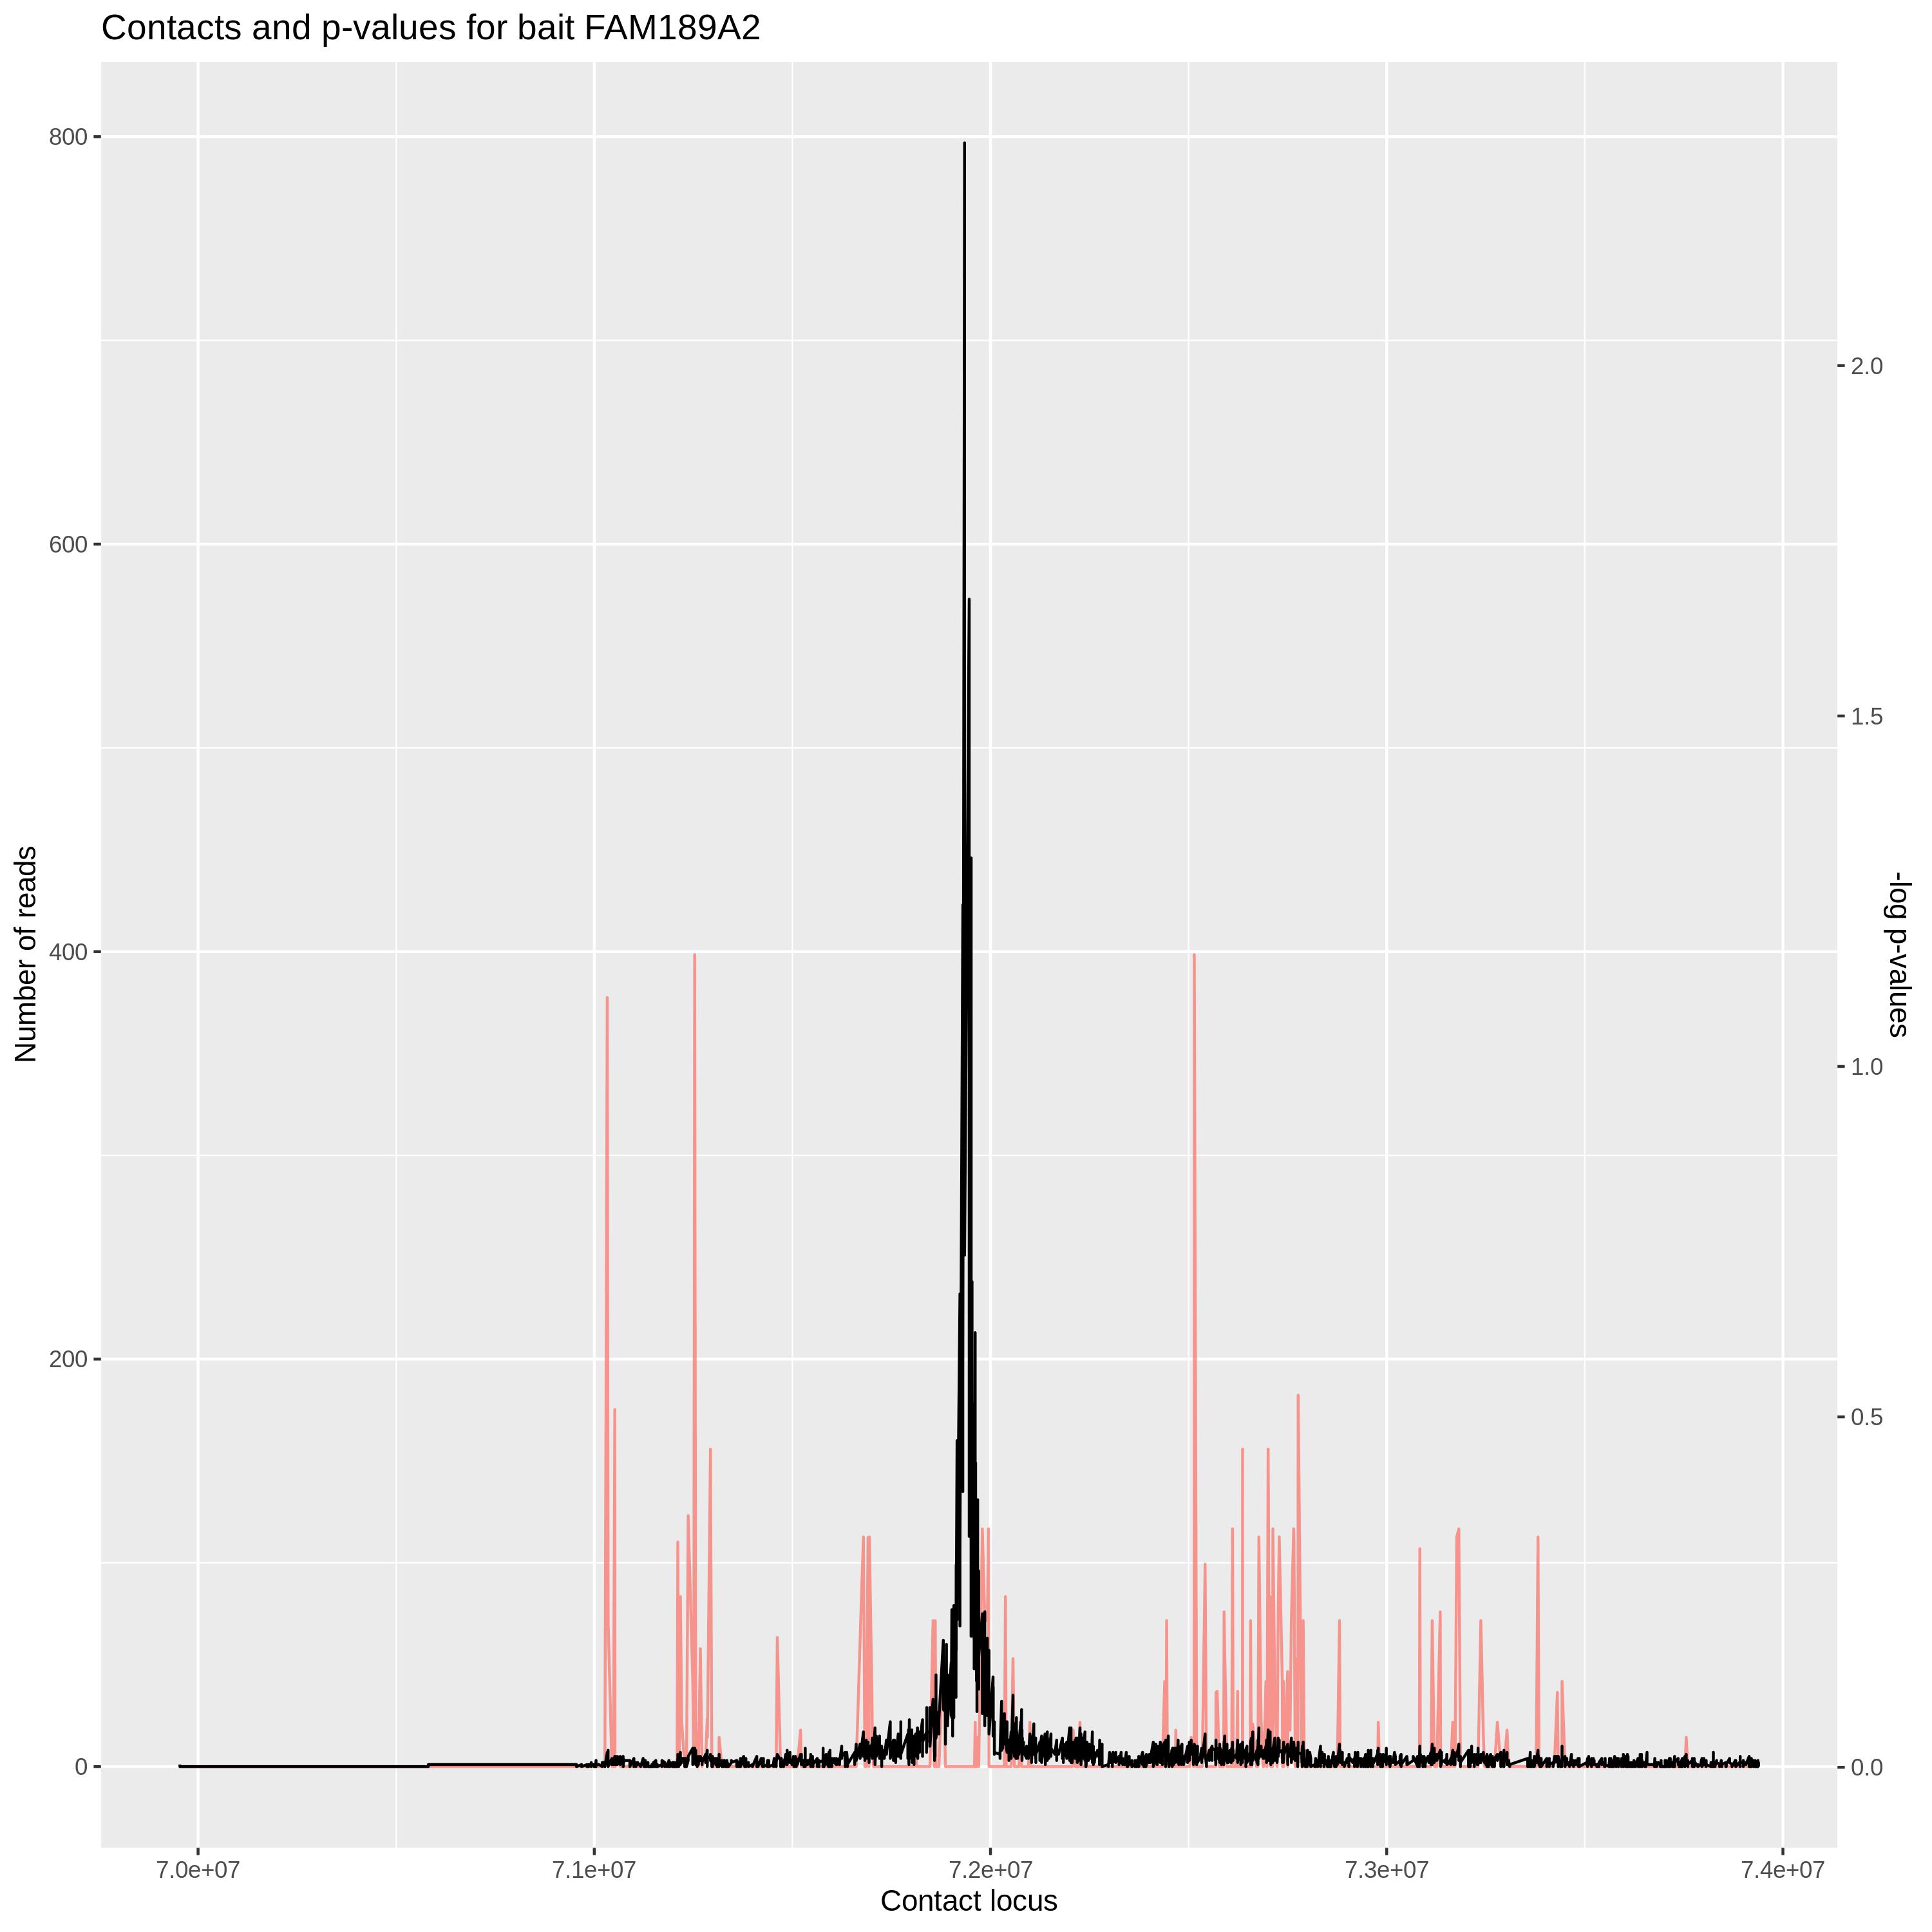 Contacts and p-values for bait FAM189A2
800
600
400
200
0
Number of reads
2.0
1.5
1.0
0.5
0.0
-log p-values
7.0e+07 7.1e+07 7.2e+07 7.3e+07 7.4e+07
Contact locus